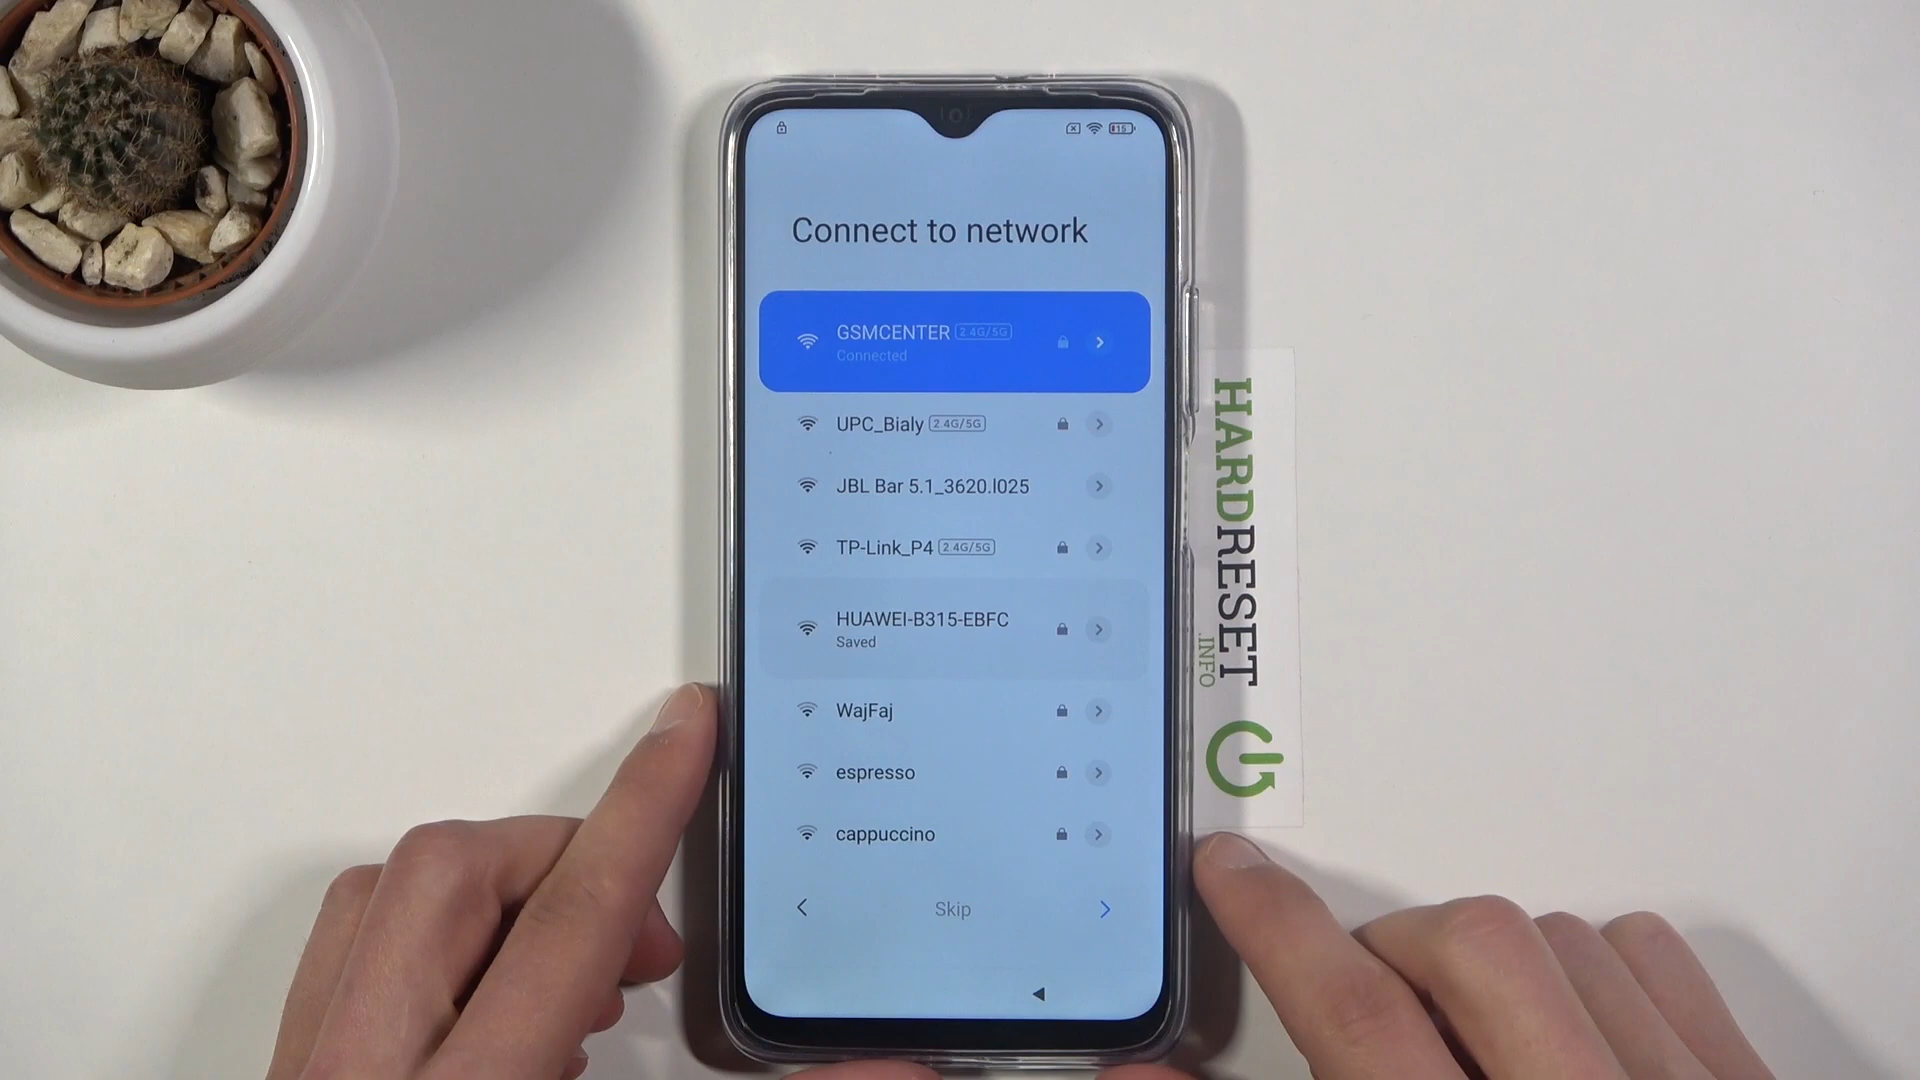 15
Connect to network
GSMCENTER 2.4G/5G
Connected
UPC_Bialy 2.4G/5G
JBL Bar 5.1_3620.l025
TP-Link_P4 2.4G/5G
HUAWEI-B315-EBFC
Saved
WajFaj
espresso
cappuccino
Skip
HARDRESET
.INFO